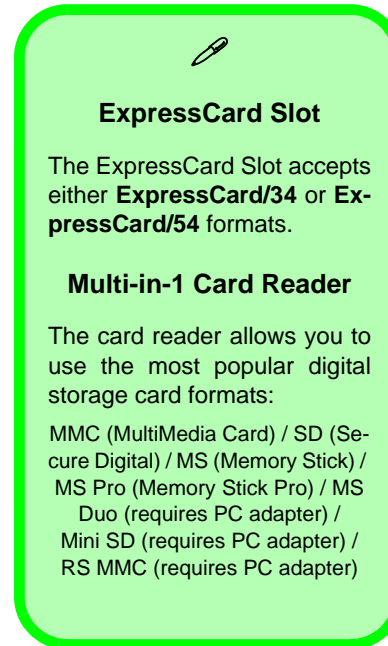 ExpressCard Slot
The ExpressCard Slot accepts
either ExpressCard/34 or Ex-
pressCard/54 formats.
Multi-in-1 Card Reader
The card reader allows you to
use the most popular digital
storage card formats:
MMC (MultiMedia Card) / SD (Se-
cure Digital) / MS (Memory Stick) /
MS Pro (Memory Stick Pro) / MS
Duo (requires PC adapter) /
Mini SD (requires PC adapter) /
RS MMC (requires PC adapter)